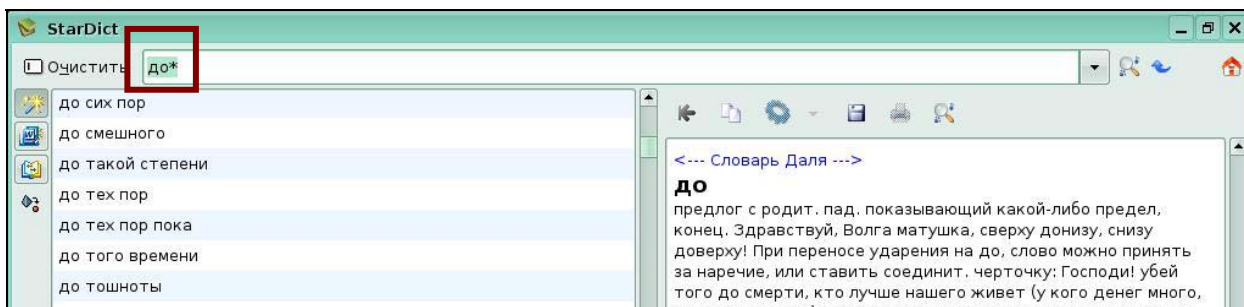 StarDict
Очистить до*
до сих пор
до смешного
до такой степени
до тех пор
до тех пор пока
до того времени
до тошноты
<--- Словарь Даля --->
до
предлог с родит. пад. показывающий какой-либо предел,
конец. Здравствуй, Волга матушка, сверху донизу, снизу
доверху! При переносе ударения на до, слово можно принять
за наречие, или ставить соединит. черточку: Господи! убей
того до смерти, кто лучше нашего живет (у кого денег много,